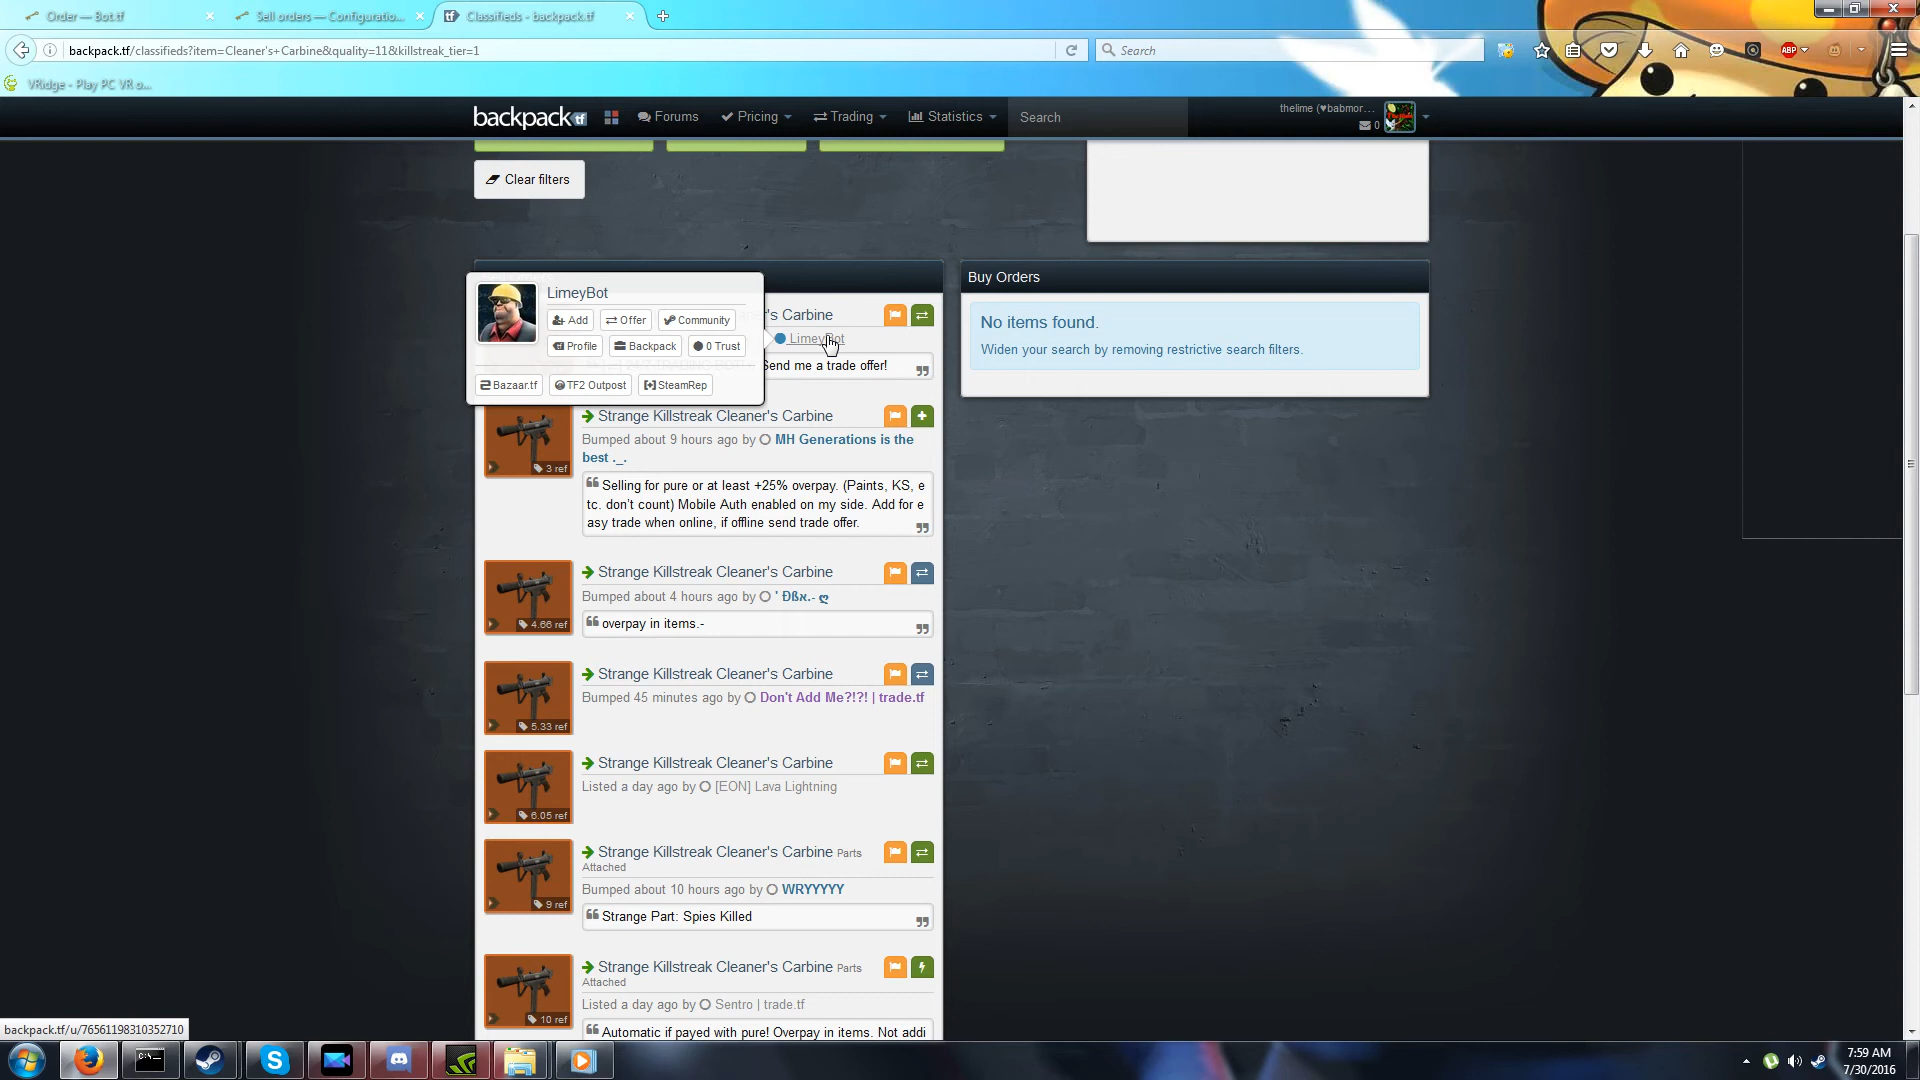 Order — Bot.tf
Sell orders — Configuratio...
Classifieds - backpack.tf
backpack.tf/classifieds?item=Cleaner's+Carbine&quality=11&killstreak_tier=1
Search
ABP
VRidge - Play PC VR o...
backpack.tf
Forums
Pricing
Trading
Statistics
Search
thelime (♥babmor...
0
Clear filters
Buy Orders
No items found.
Widen your search by removing restrictive search filters.
LimeyBot
Add
Offer
Community
Profile
Backpack
0 Trust
Bazaar.tf
TF2 Outpost
SteamRep
's Carbine
LimeyBot
Send me a trade offer!
Strange Killstreak Cleaner's Carbine
Bumped about 9 hours ago by MH Generations is the
best ._.
3 ref
Selling for pure or at least +25% overpay. (Paints, KS, e
tc. don't count) Mobile Auth enabled on my side. Add for e
asy trade when online, if offline send trade offer.
Strange Killstreak Cleaner's Carbine
Bumped about 4 hours ago by ' Ðßא.- ღ
overpay in items.-
4.66 ref
Strange Killstreak Cleaner's Carbine
Bumped 45 minutes ago by Don't Add Me?!?! | trade.tf
5.33 ref
Strange Killstreak Cleaner's Carbine
Listed a day ago by [EON] Lava Lightning
6.05 ref
Strange Killstreak Cleaner's Carbine Parts
Attached
Bumped about 10 hours ago by WRYYYYY
9 ref
Strange Part: Spies Killed
Strange Killstreak Cleaner's Carbine Parts
Attached
Listed a day ago by Sentro | trade.tf
10 ref
Automatic if payed with pure! Overpay in items. Not addi
backpack.tf/u/76561198310352710
7:59 AM
7/30/2016